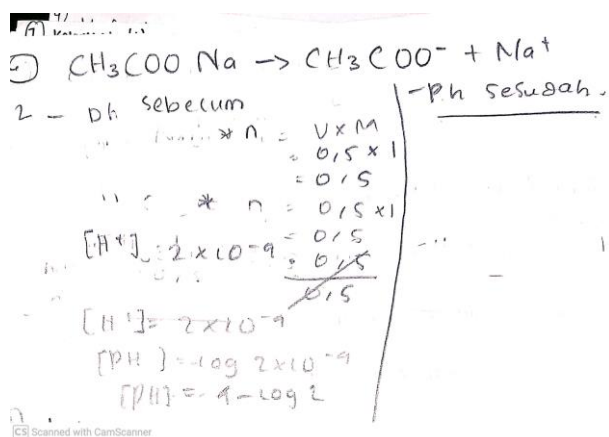 CH3COO Na -> CH3COO- + Na+
2 - Ph sebelum
* n = V x M
= 0,5 x 1
= 0,5
* n = 0,5 x 1
= 0,5
[H+] = 2 x 10-9 = 0,5
0,5
[H+] = 2x10-9
[PH] = -log 2x10-9
[PH] = 9-log 2
-Ph sesudah.
CS Scanned with CamScanner